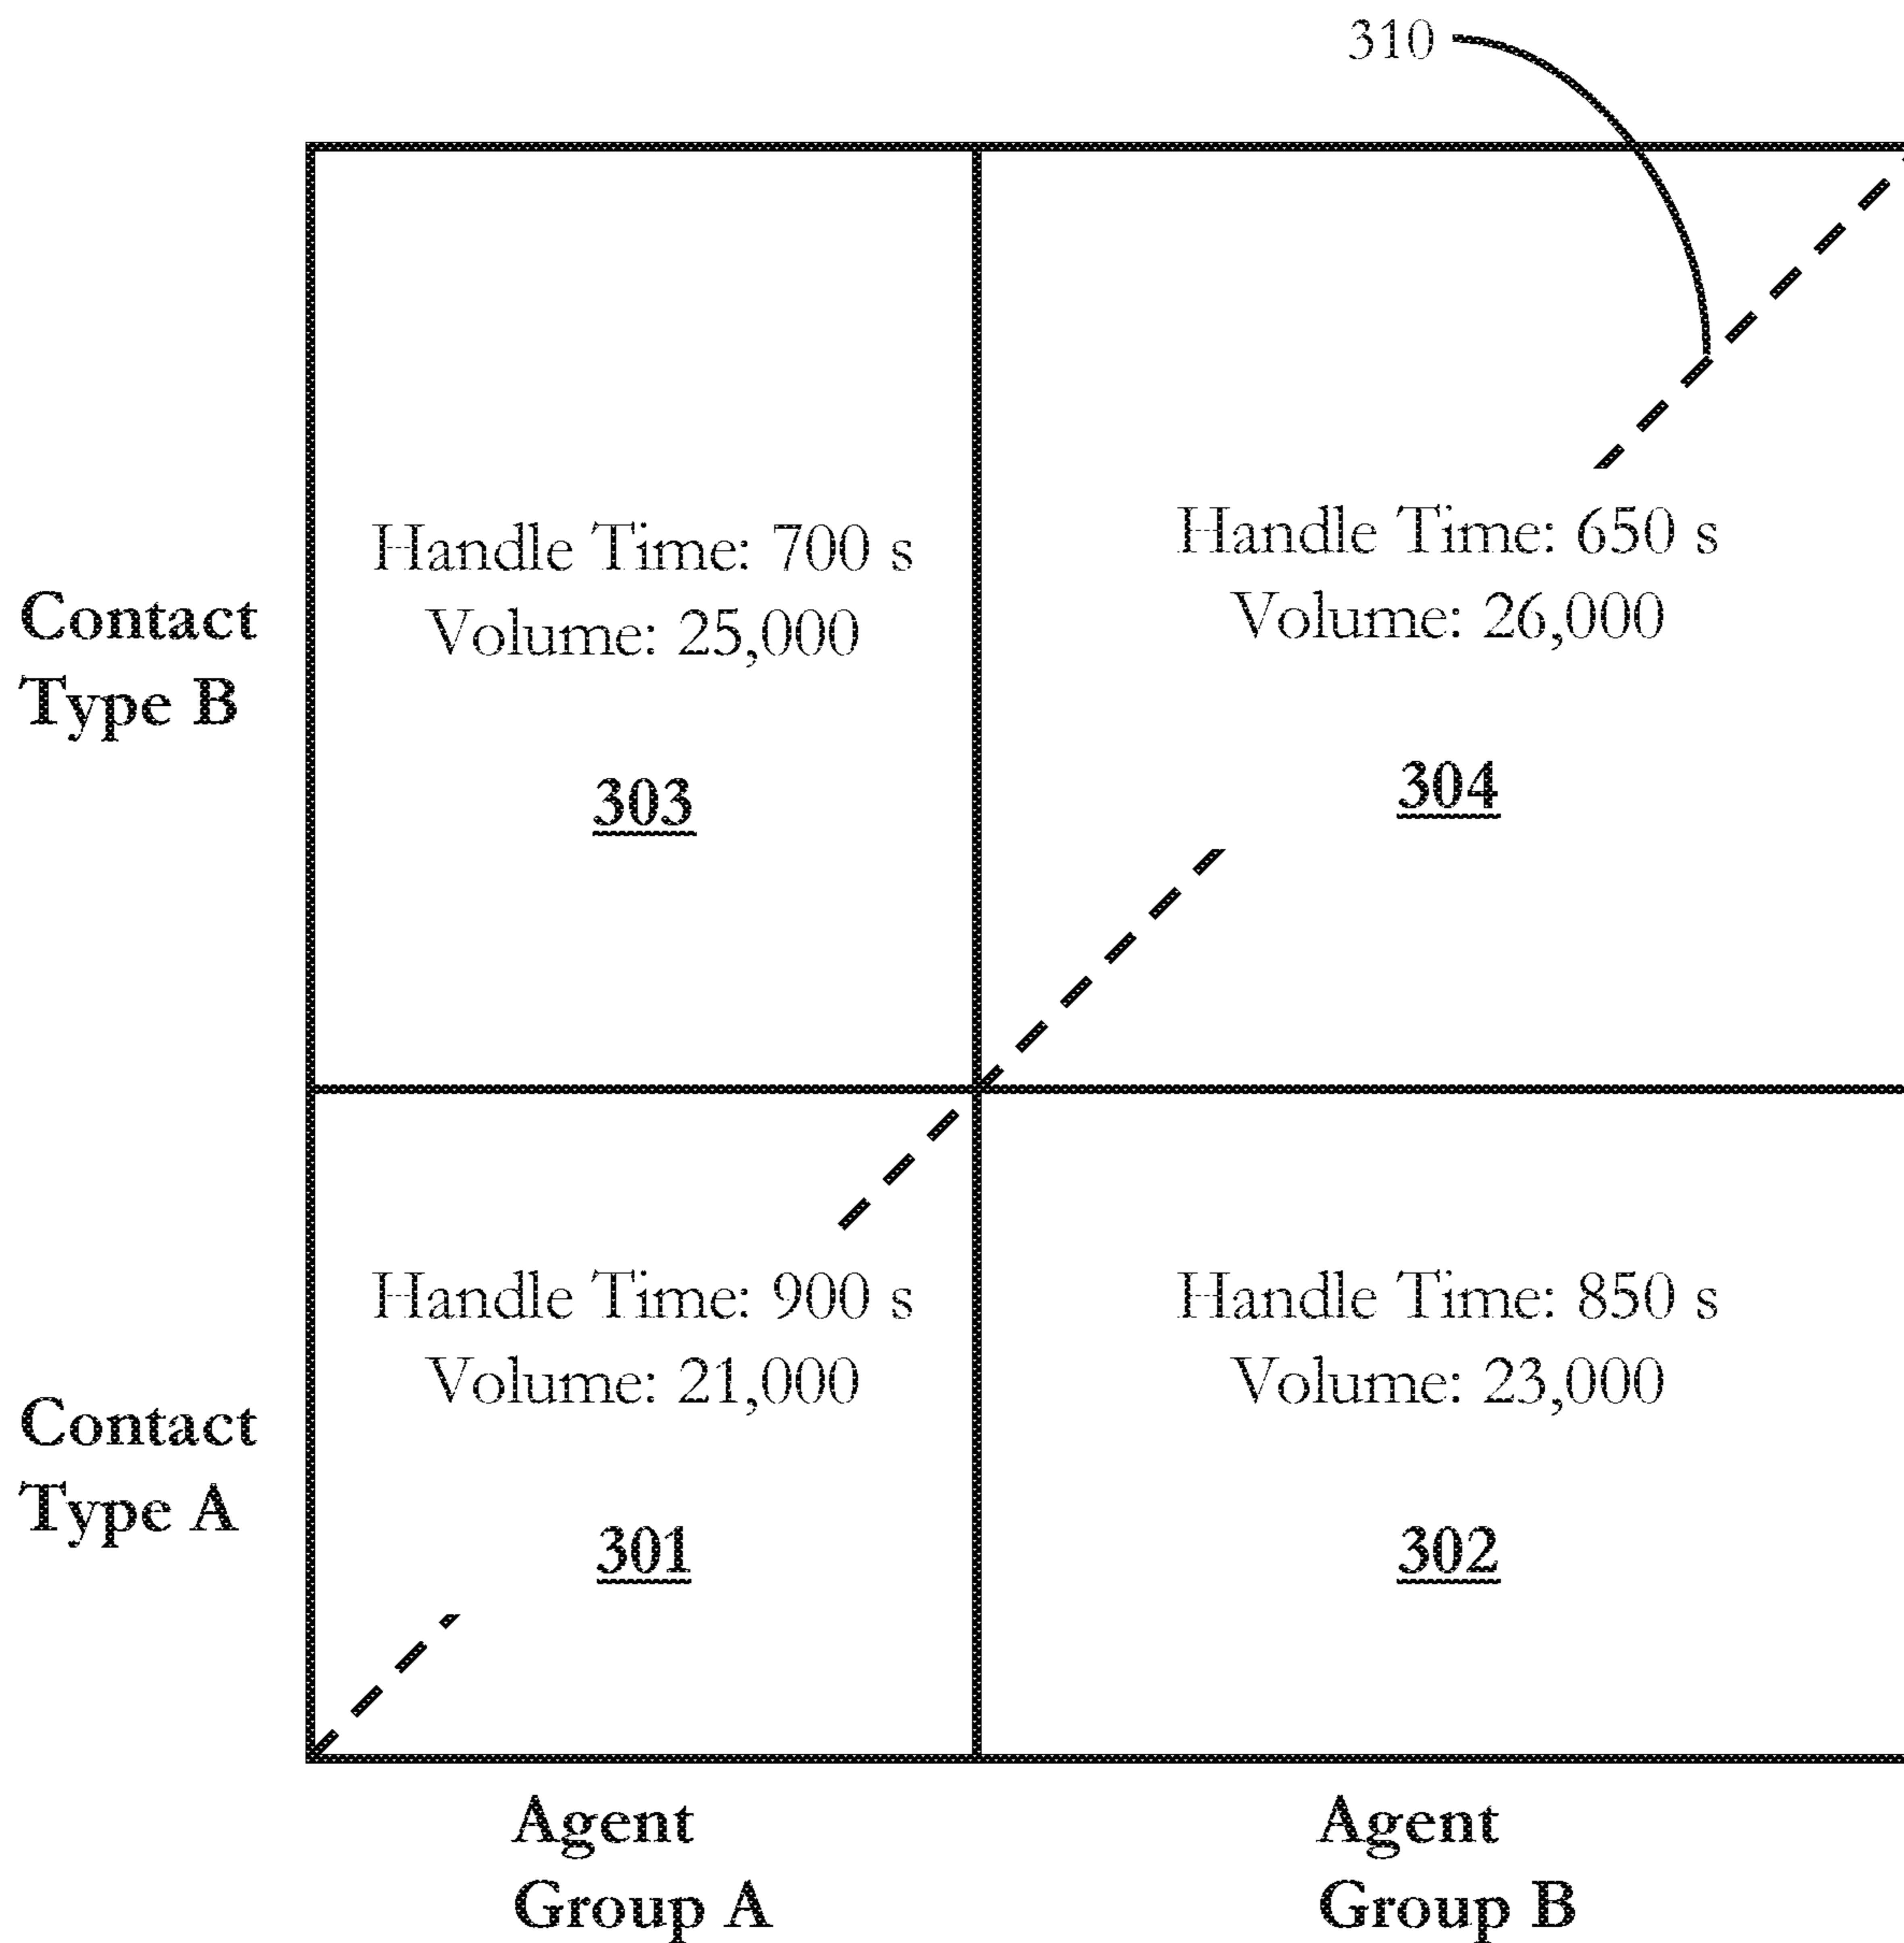 310
Handle Time: 700 s
Volume: 25,000
303
Handle Time: 650 s
Volume: 26,000
304
Contact
Type B
Handle Time: 900 s
Volume: 21,000
301
Handle Time: 850 s
Volume: 23,000
302
Contact
Type A
Agent
Group A
Agent
Group B